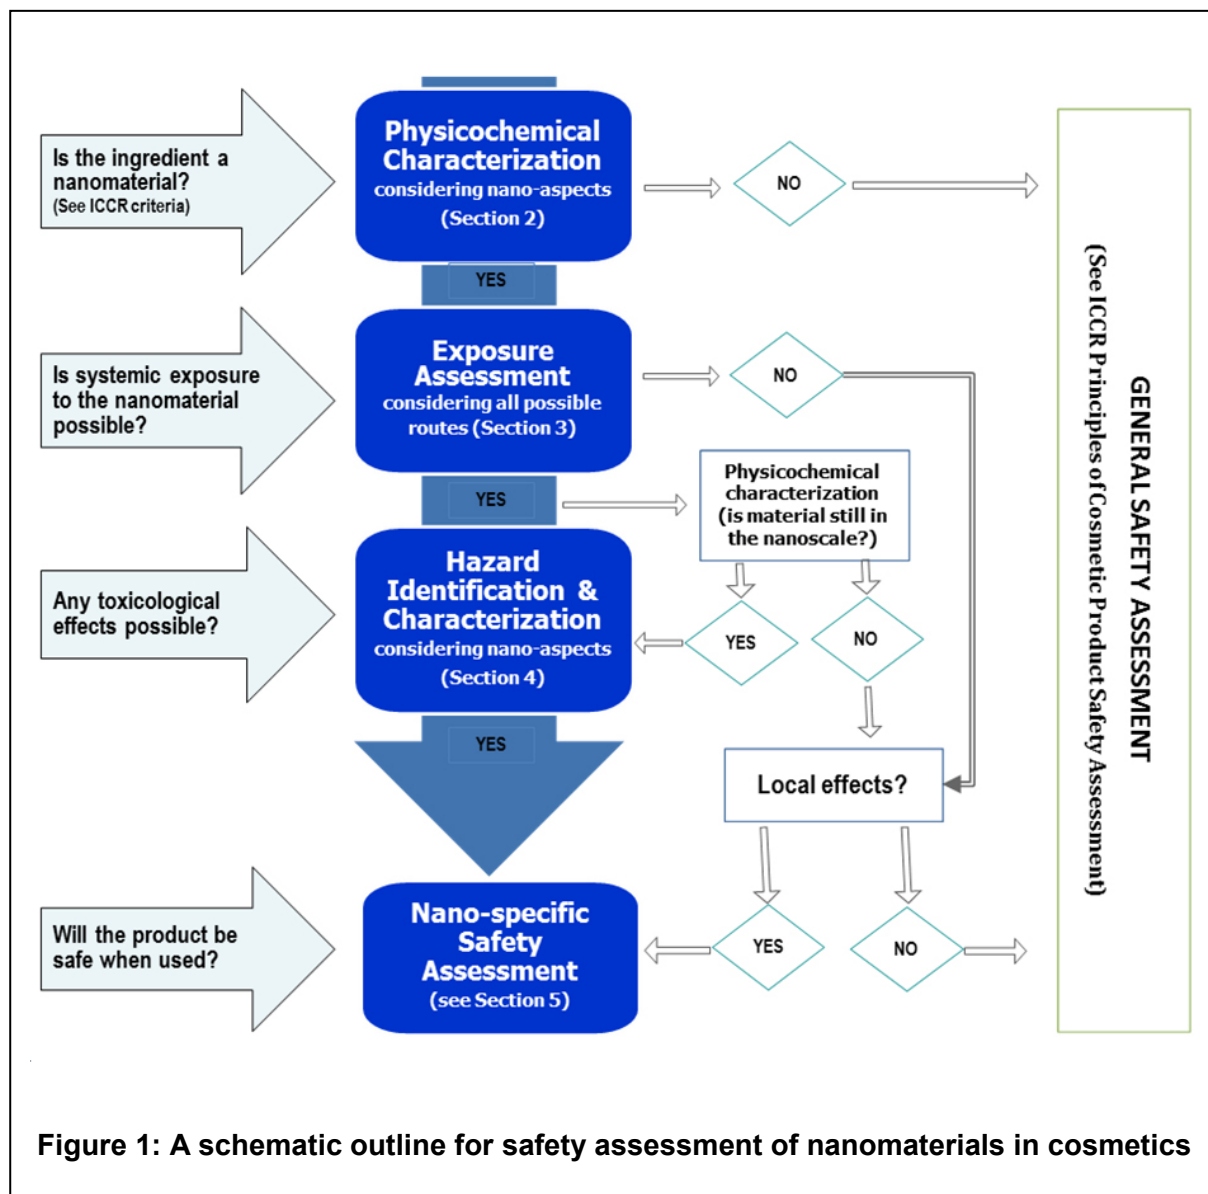 Is the ingredient a
nanomaterial?
(See ICCR criteria)
Physicochemical
Characterization
considering nano-aspects
(Section 2)
NO
YES
Is systemic exposure
to the nanomaterial
possible?
Exposure
Assessment
considering all possible
routes (Section 3)
NO
YES
Physicochemical
characterization
(is material still in
the nanoscale?)
Any toxicological
effects possible?
Hazard
Identification &
Characterization
considering nano-aspects
(Section 4)
YES
NO
YES
Local effects?
Will the product be
safe when used?
Nano-specific
Safety
Assessment
(see Section 5)
YES
NO
GENERAL SAFETY ASSESSMENT
(See ICCR Principles of Cosmetic Product Safety Assessment)
Figure 1: A schematic outline for safety assessment of nanomaterials in cosmetics